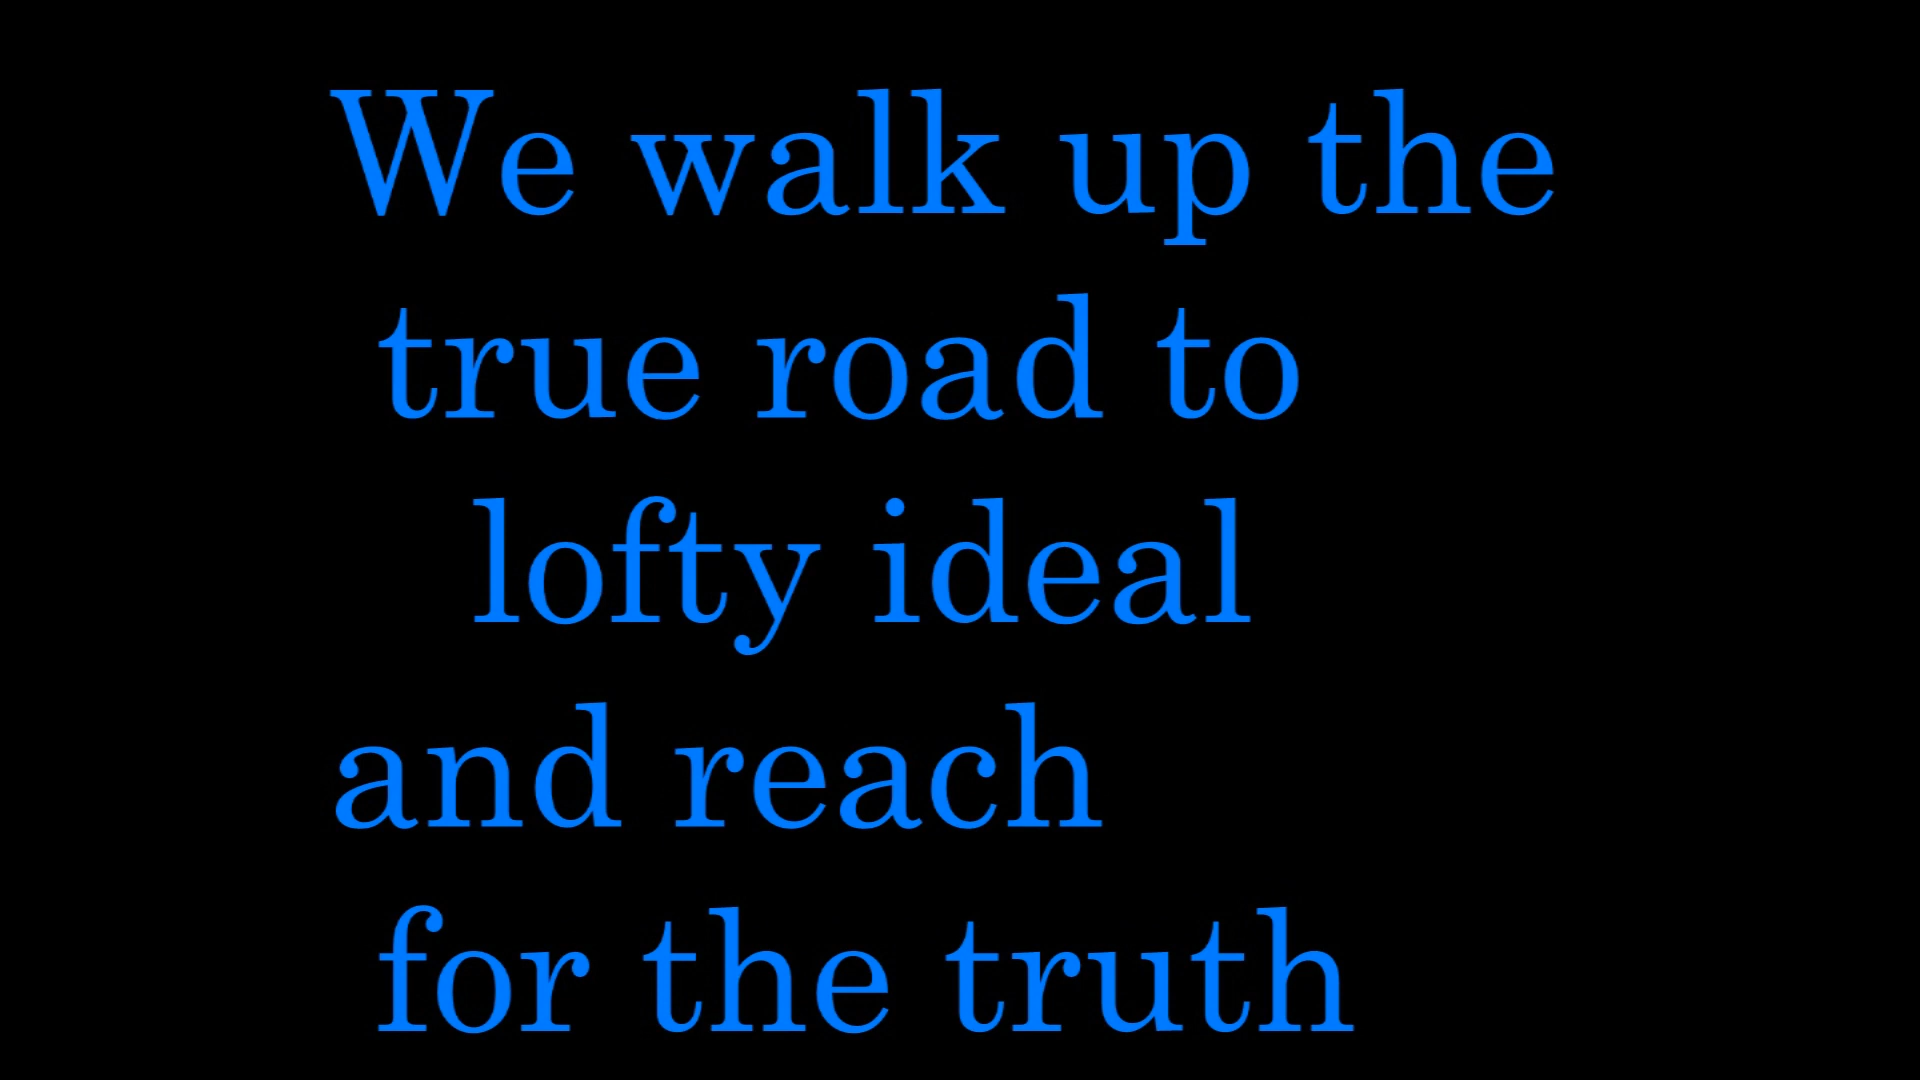 We walk up the
true road to
lofty ideal
and reach
for the truth